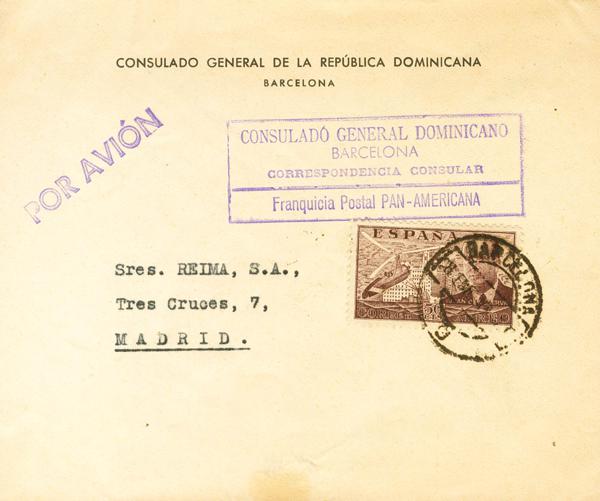 CONSULADO GENERAL DE LA REPÚBLICA DOMINICANA
BARCELONA
POR AVIÓN
CONSULADO GENERAL DOMINICANO
BARCELONA
CORRESPONDENCIA CONSULAR
Franquicia Postal PAN-AMERICANA
ESPAÑA
BARCELONA
Sres. REIMA, S.A.,
Tres Cruces, 7,
MADRID.